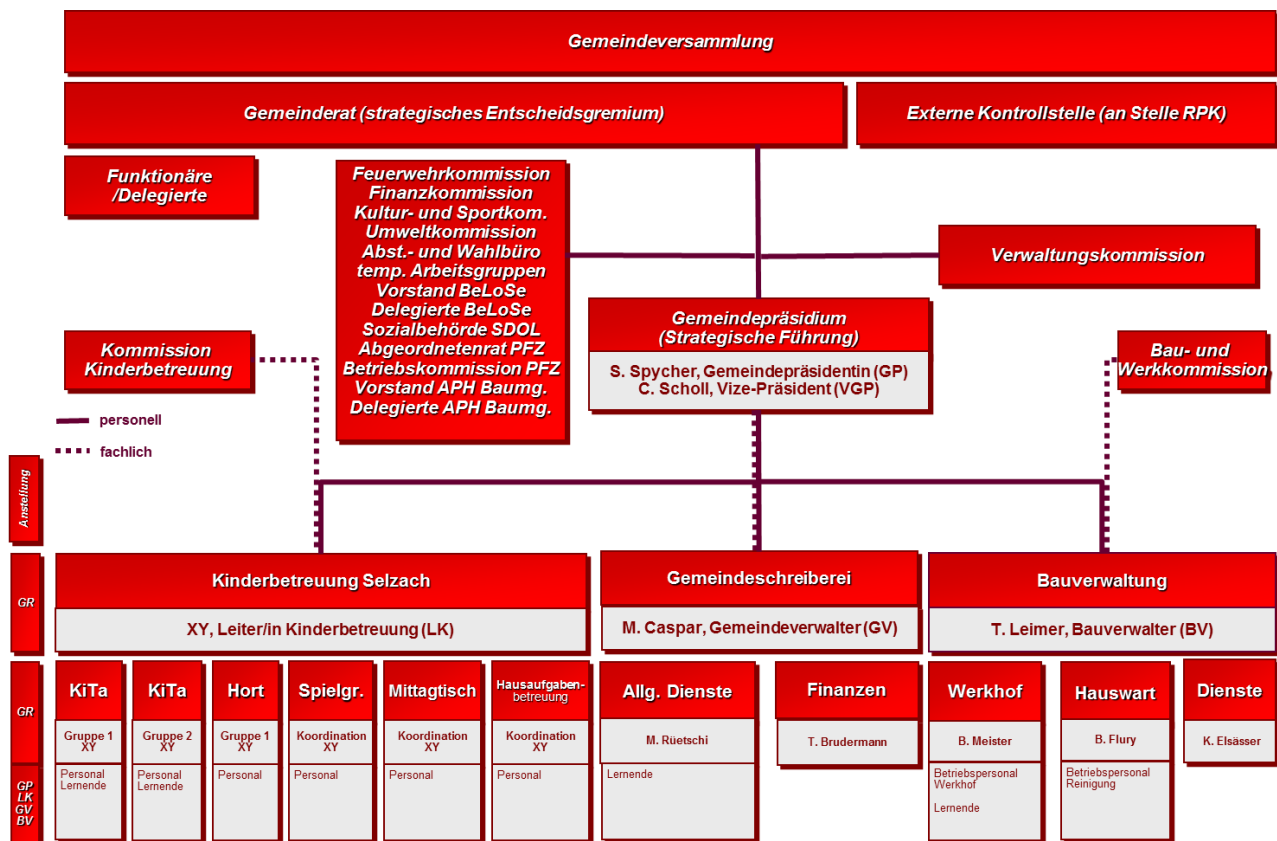 Gemeindeversammlung
Gemeinderat (strategisches Entscheidsgremium)
Externe Kontrollstelle (an Stelle RPK)
Funktionäre
/Delegierte
Feuerwehrkommission
Finanzkommission
Kultur- und Sportkom.
Umweltkommission
Abst.- und Wahlbüro
temp. Arbeitsgruppen
Vorstand BeLoSe
Delegierte BeLoSe
Sozialbehörde SDOL
Abgeordnetenrat PFZ
Betriebskommission PFZ
Vorstand APH Baumg.
Delegierte APH Baumg.
Verwaltungskommission
Gemeindepräsidium
(Strategische Führung)
S. Spycher, Gemeindepräsidentin (GP)
C. Scholl, Vize-Präsident (VGP)
Kommission
Kinderbetreuung
Bau- und
Werkkommission
personell
fachlich
Anstellung
GR
Kinderbetreuung Selzach
XY, Leiter/in Kinderbetreuung (LK)
Gemeindeschreiberei
M. Caspar, Gemeindeverwalter (GV)
Bauverwaltung
T. Leimer, Bauverwalter (BV)
GR
KiTa
Gruppe 1
XY
KiTa
Gruppe 2
XY
Hort
Gruppe 1
XY
Spielgr.
Koordination
XY
Mittagtisch
Koordination
XY
Hausaufgaben-
betreuung
Koordination
XY
Allg. Dienste
M. Rüetschi
Finanzen
T. Brudermann
Werkhof
B. Meister
Hauswart
B. Flury
Dienste
K. Elsässer
GP
LK
GV
BV
Personal
Lernende
Personal
Lernende
Personal
Personal
Personal
Personal
Lernende
Betriebspersonal
Werkhof
Lernende
Betriebspersonal
Reinigung